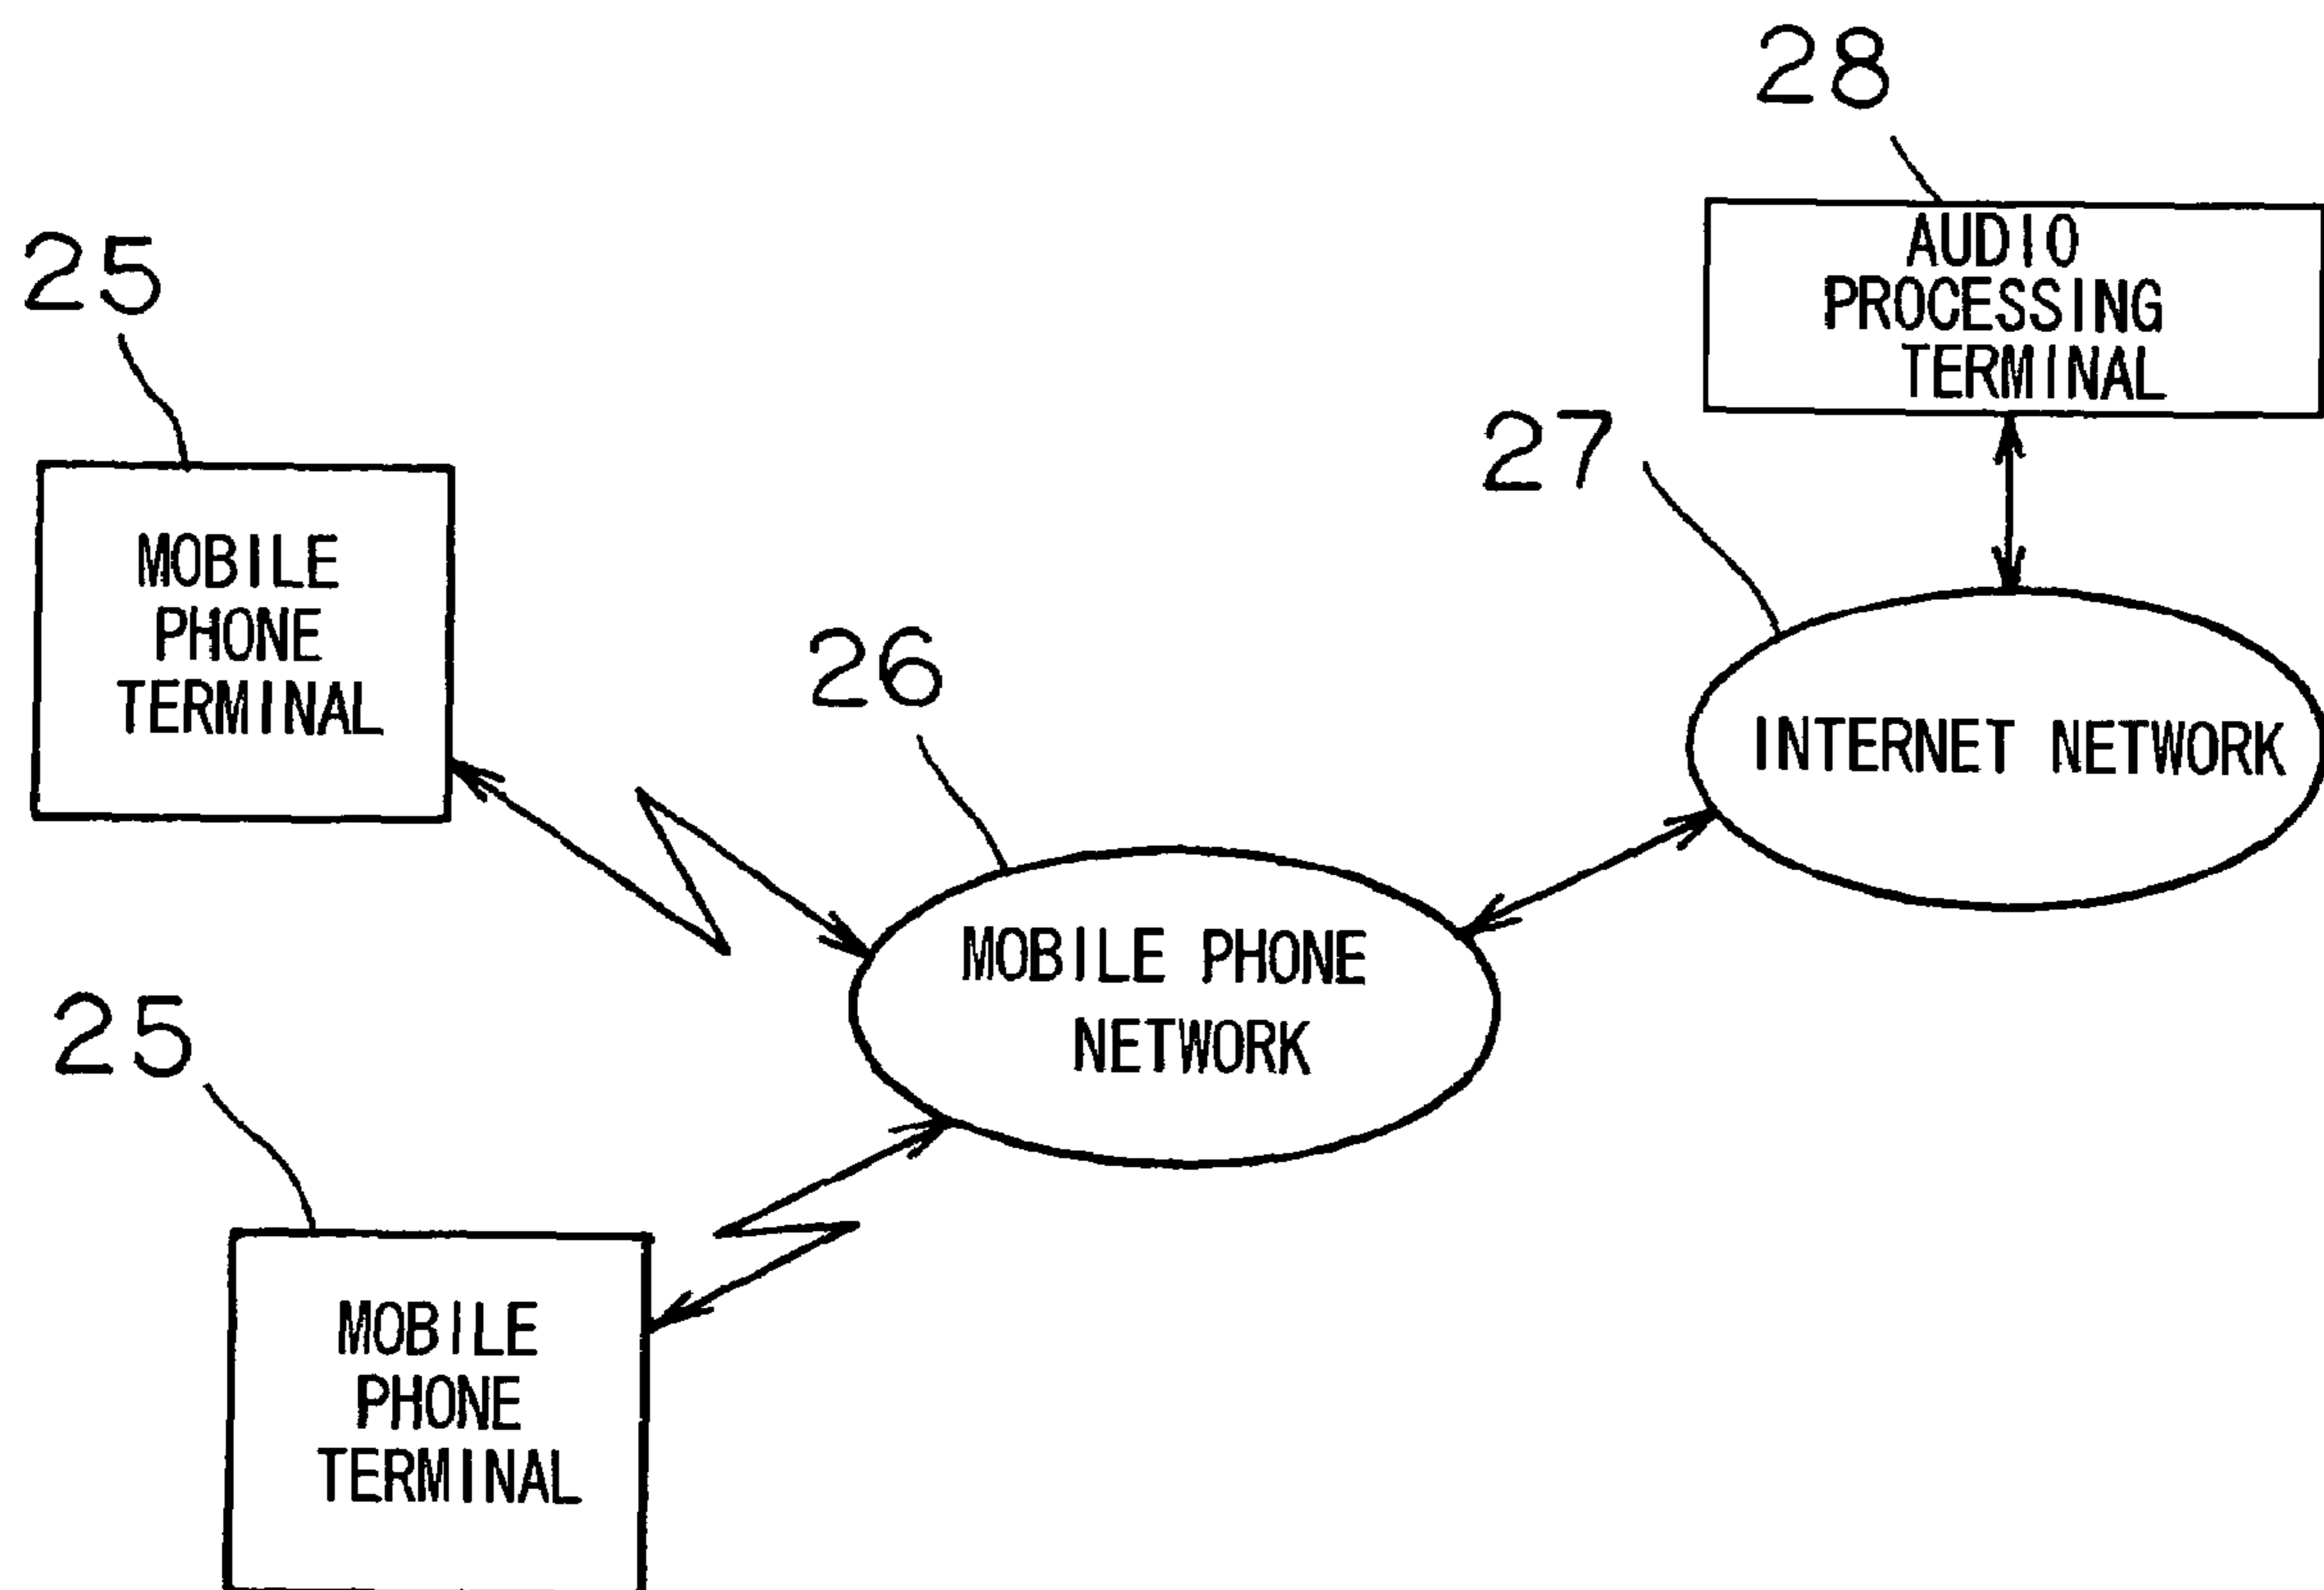 28
AUDIO
PROCESSING
TERMINAL
25
27
MOBILE
PHONE
TERMINAL
26
INTERNET NETWORK
MOBILE PHONE
NETWORK
25
MOBILE
PHONE
TERMINAL